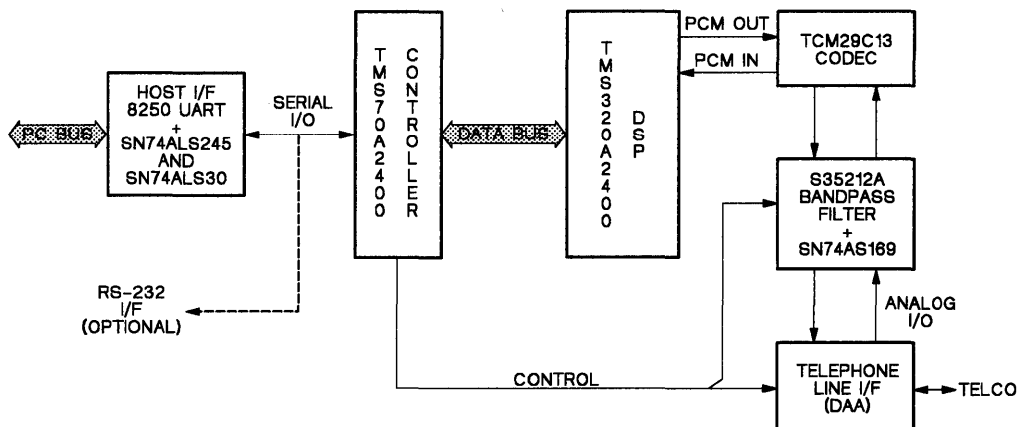 PC BUS
HOST I/F
8250 UART
+
SN74ALS245
AND
SN74ALS30
SERIAL
I/O
RS-232
I/F
(OPTIONAL)
TMS70A2400
CONTROLLER
DATA BUS
TMS320A2400
DSP
PCM OUT
PCM IN
TCM29C13
CODEC
S35212A
BANDPASS
FILTER
+
SN74AS169
ANALOG
I/O
CONTROL
TELEPHONE
LINE I/F
(DAA)
TELCO